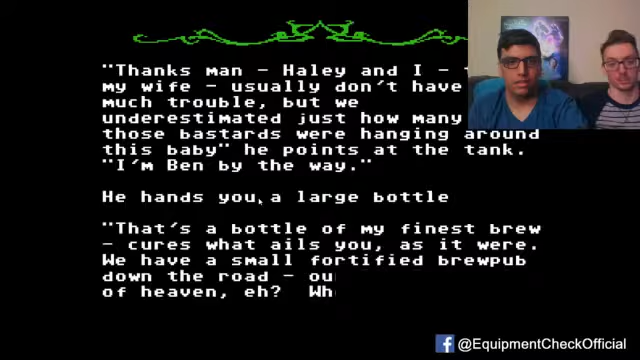 "Thanks man - Haley and I -
my wife - usually don't have
much trouble, but we
underestimated just how many
those bastards were hanging around
this baby" he points at the tank.
"I'm Ben by the way."
He hands you a large bottle
"That's a bottle of my finest brew
- cures what ails you, as it were.
We have a small fortified brewpub
down the road - ou
of heaven, eh? Wh
@EquipmentCheckOfficial